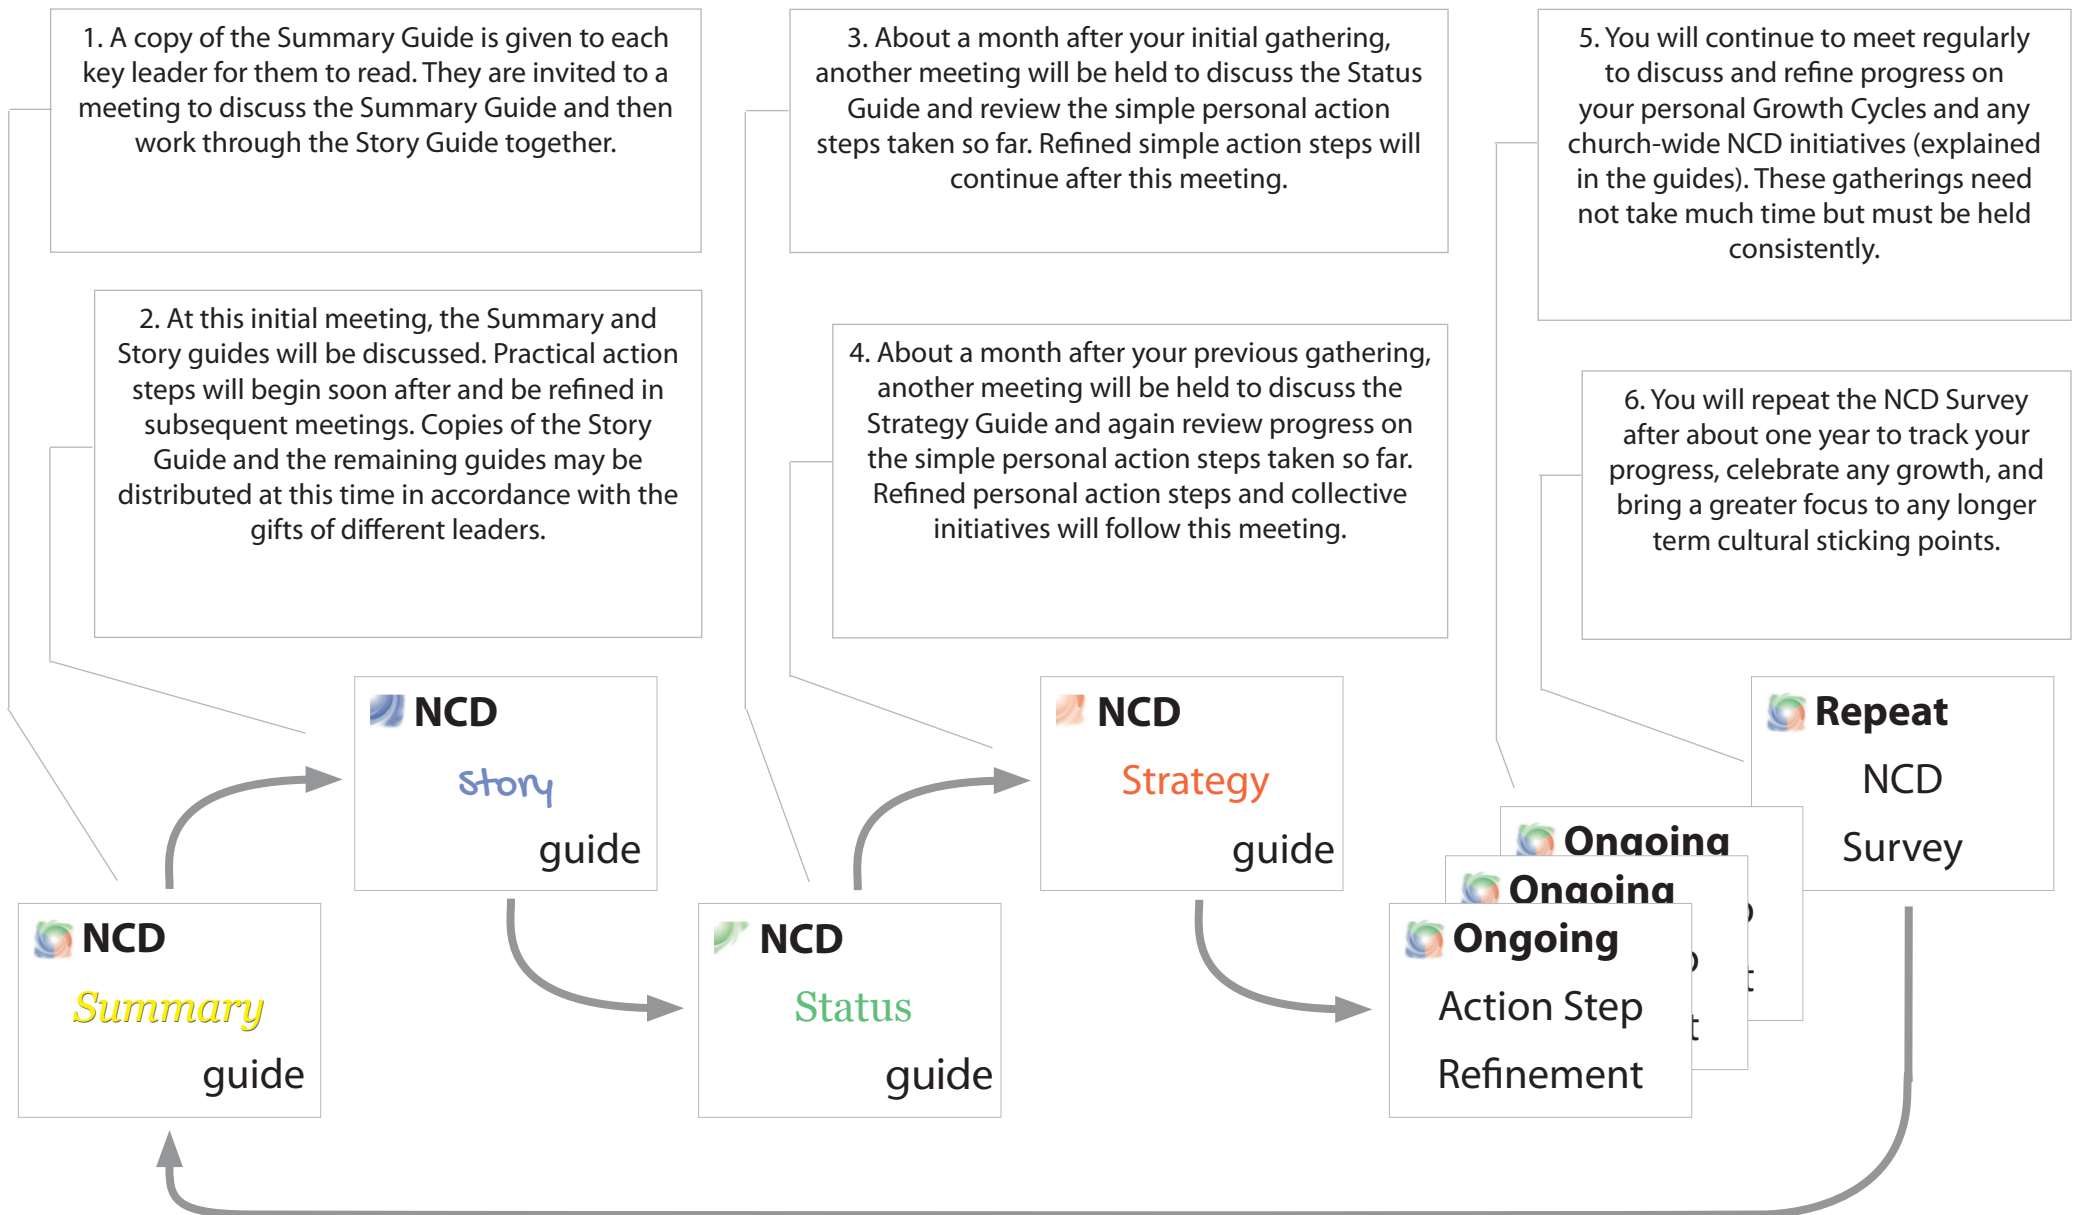 1. A copy of the Summary Guide is given to each
key leader for them to read. They are invited to a
meeting to discuss the Summary Guide and then
work through the Story Guide together.
2. At this initial meeting, the Summary and
Story guides will be discussed. Practical action
steps will begin soon after and be refined in
subsequent meetings. Copies of the Story
Guide and the remaining guides may be
distributed at this time in accordance with the
gifts of different leaders.
3. About a month after your initial gathering,
another meeting will be held to discuss the Status
Guide and review the simple personal action
steps taken so far. Refined simple action steps will
continue after this meeting.
4. About a month after your previous gathering,
another meeting will be held to discuss the
Strategy Guide and again review progress on
the simple personal action steps taken so far.
Refined personal action steps and collective
initiatives will follow this meeting.
5. You will continue to meet regularly
to discuss and refine progress on
your personal Growth Cycles and any
church-wide NCD initiatives (explained
in the guides). These gatherings need
not take much time but must be held
consistently.
6. You will repeat the NCD Survey
after about one year to track your
progress, celebrate any growth, and
bring a greater focus to any longer
term cultural sticking points.
NCD
Summary
guide
NCD
Story
guide
NCD
Status
guide
NCD
Strategy
guide
Ongoing
Action Step
Refinement
Ongoing
p
t
Ongoing
p
t
Repeat
NCD
Survey